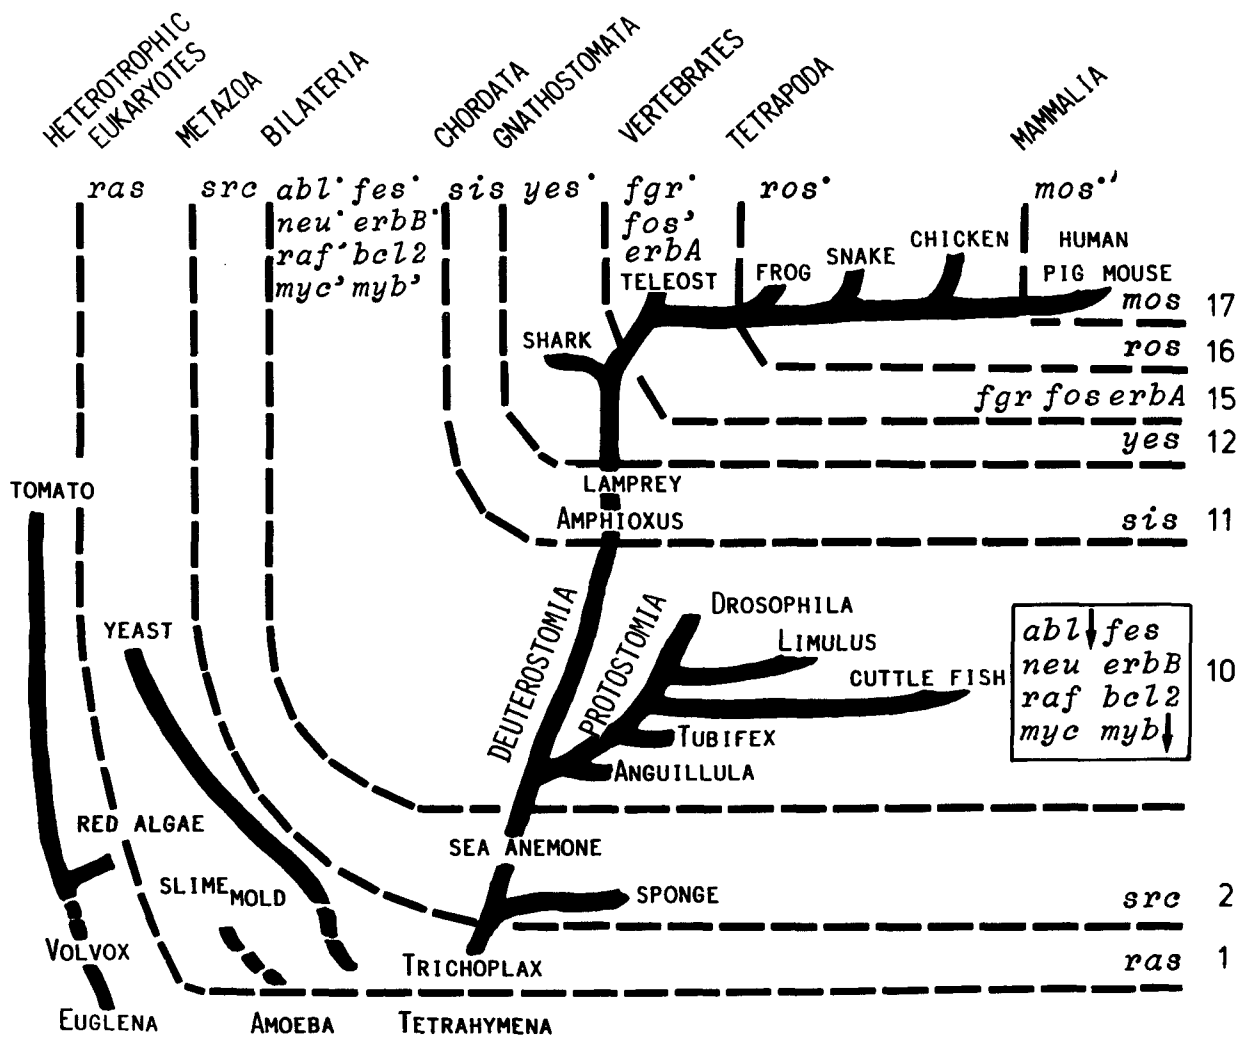 HETEROTROPHIC
EUKARYOTES
METAZOA
BILATERIA
CHORDATA
GNATHOSTOMATA
VERTEBRATES
TETRAPODA
MAMMALIA
ras
src
abl· fes·
neu· erbB·
raf· bcl2
myc' myb'
sis
yes·
fgr·
fos'
erbA
ros·
mos·'
TELEOST
FROG
SNAKE
CHICKEN
HUMAN
PIG MOUSE
mos 17
SHARK
ros 16
fgr fos erbA 15
yes 12
LAMPREY
TOMATO
AMPHIOXUS
sis 11
DEUTEROSTOMIA
PROTOSTOMIA
DROSOPHILA
YEAST
LIMULUS
CUTTLE FISH
abl↓fes
neu erbB
raf bcl2
myc myb↓
10
TUBIFEX
ANGUILLULA
RED ALGAE
SEA ANEMONE
SLIME MOLD
SPONGE
src 2
VOLVOX
TRICHOPLAX
ras 1
EUGLENA
AMOEBA
TETRAHYMENA